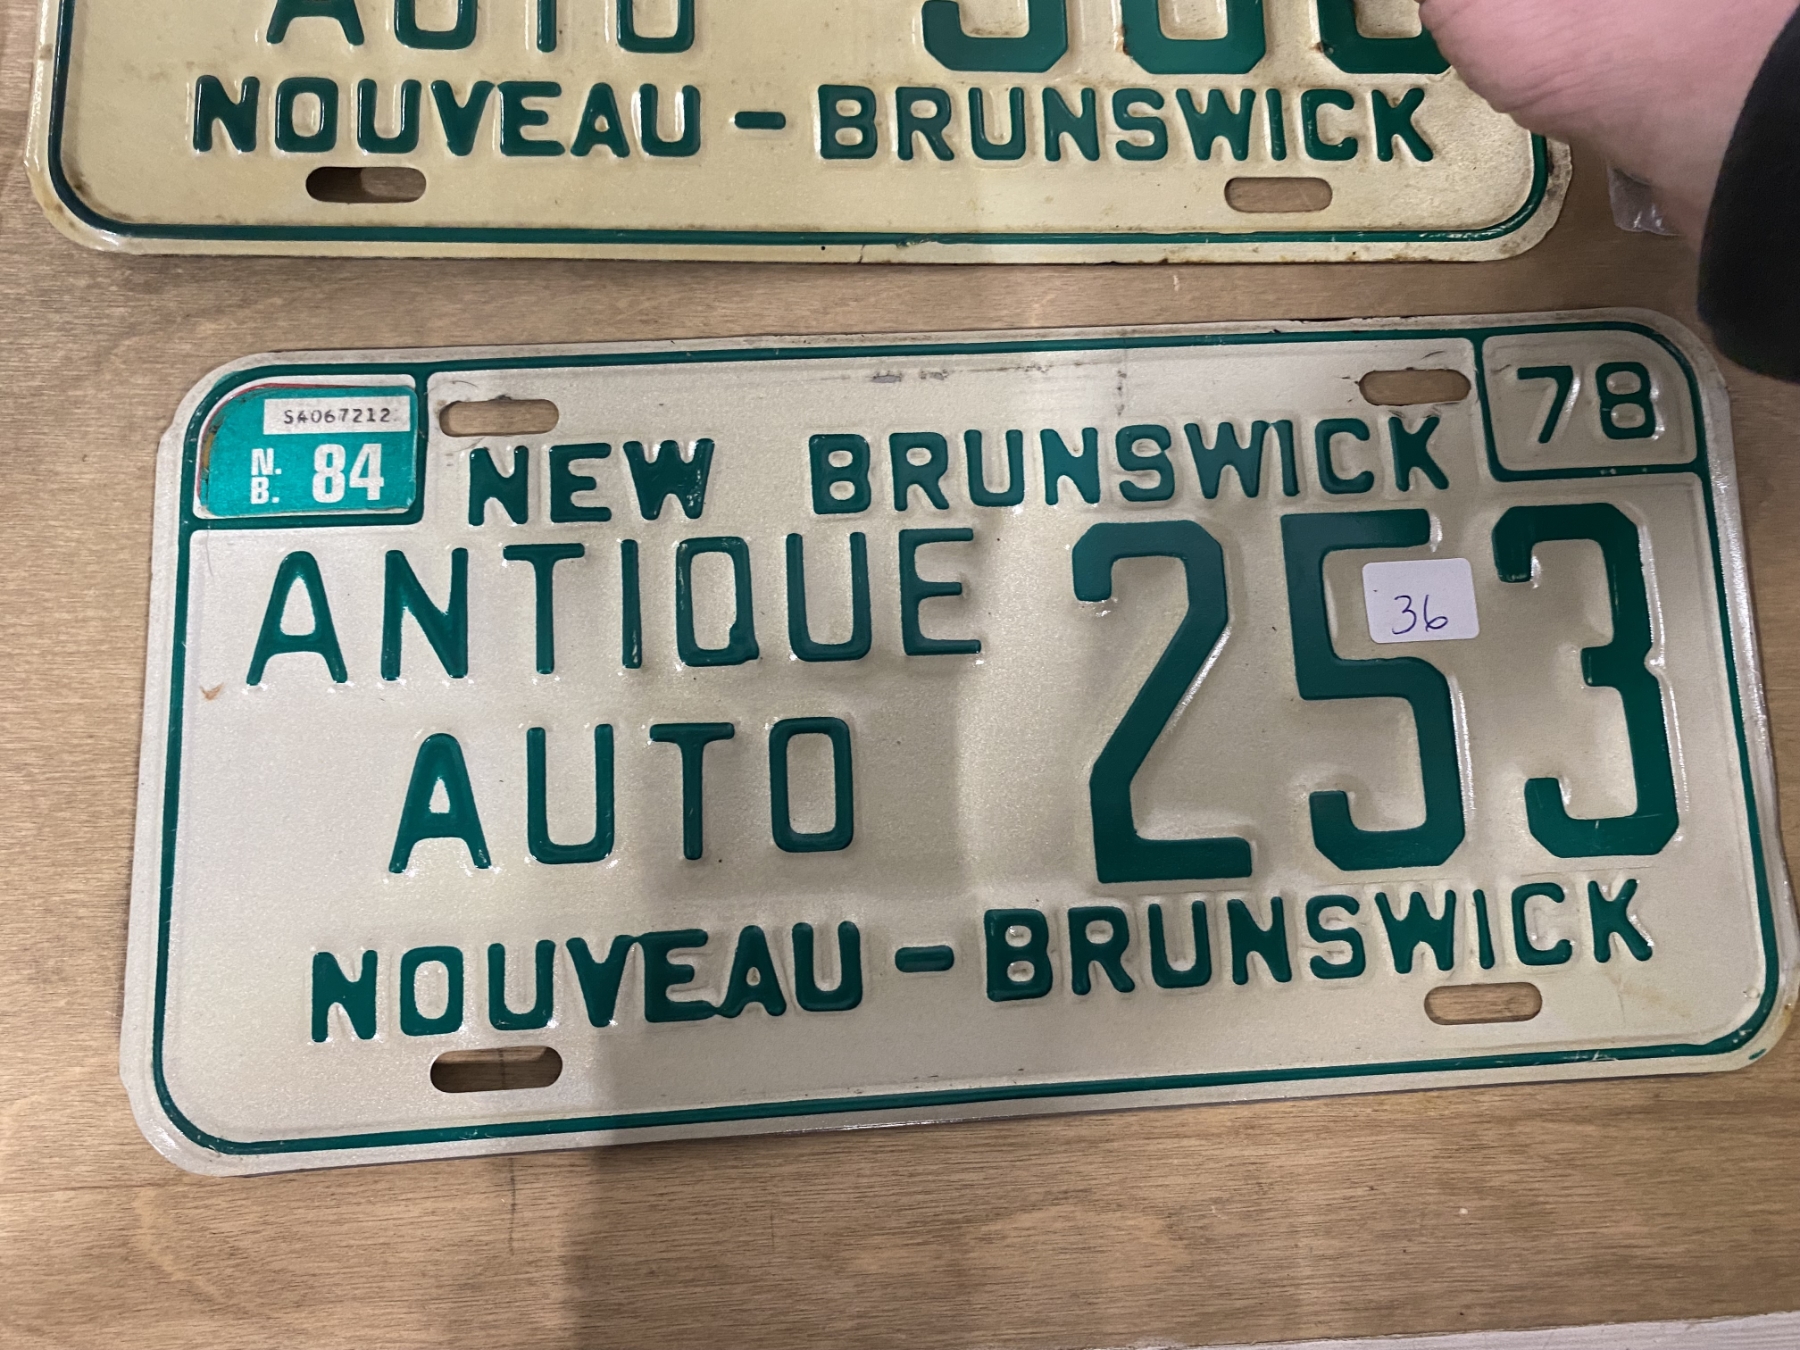 AUTO
NOUVEAU - BRUNSWICK
S4067212
N.B. 84
78
NEW BRUNSWICK
ANTIQUE
AUTO
253
36
NOUVEAU - BRUNSWICK